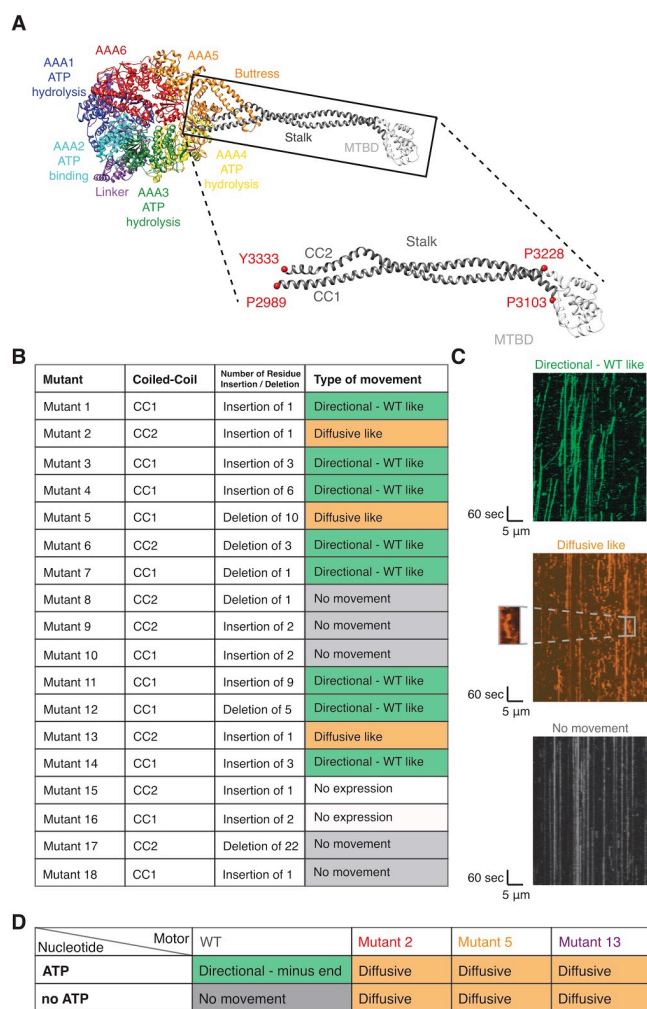 A
AAA6
AAA5
AAA1
ATP
hydrolysis
Buttress
Stalk
MTBD
AAA2
ATP
binding
AAA4
ATP
hydrolysis
Linker
AAA3
ATP
hydrolysis
Stalk
P3228
Y3333
CC2
P2989
CC1
P3103
MTBD
B
Mutant Coiled-Coil Number of Residue Insertion / Deletion Type of movement
Mutant 1 CC1 Insertion of 1 Directional - WT like
Mutant 2 CC2 Insertion of 1 Diffusive like
Mutant 3 CC1 Insertion of 3 Directional - WT like
Mutant 4 CC1 Insertion of 6 Directional - WT like
Mutant 5 CC1 Deletion of 10 Diffusive like
Mutant 6 CC2 Deletion of 3 Directional - WT like
Mutant 7 CC1 Deletion of 1 Directional - WT like
Mutant 8 CC2 Deletion of 1 No movement
Mutant 9 CC2 Insertion of 2 No movement
Mutant 10 CC1 Insertion of 2 No movement
Mutant 11 CC1 Insertion of 9 Directional - WT like
Mutant 12 CC1 Deletion of 5 Directional - WT like
Mutant 13 CC2 Insertion of 1 Diffusive like
Mutant 14 CC1 Insertion of 3 Directional - WT like
Mutant 15 CC2 Insertion of 1 No expression
Mutant 16 CC1 Insertion of 2 No expression
Mutant 17 CC2 Deletion of 22 No movement
Mutant 18 CC1 Insertion of 1 No movement
C
Directional - WT like
60 sec
5 μm
Diffusive like
60 sec
5 μm
No movement
60 sec
5 μm
D
Nucleotide Motor WT Mutant 2 Mutant 5 Mutant 13
ATP Directional - minus end Diffusive Diffusive Diffusive
no ATP No movement Diffusive Diffusive Diffusive